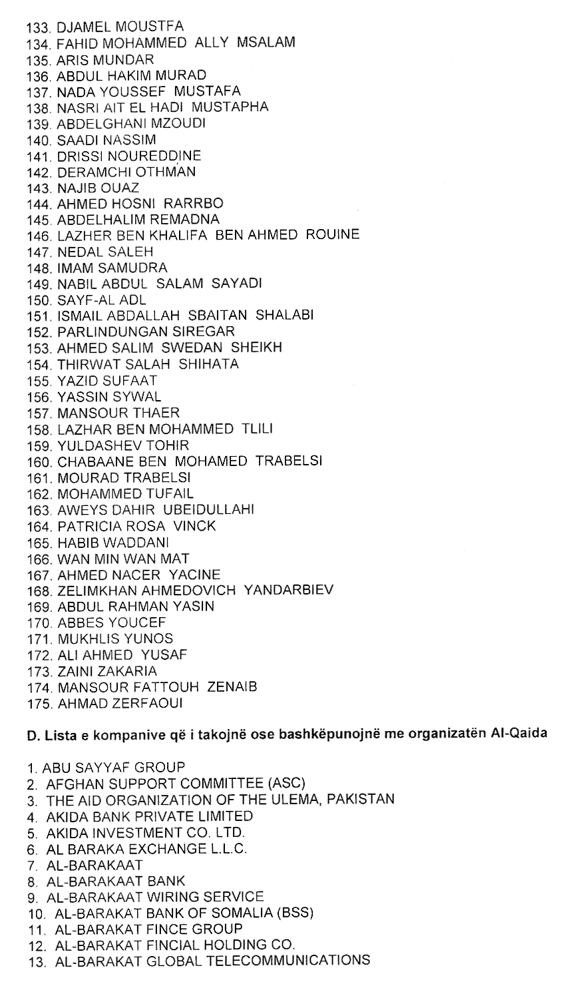 133. DJAMEL MOUSTFA
134. FAHID MOHAMMED ALLY MSALAM
135. ARIS MUNDAR
136. ABDUL HAKIM MURAD
137. NADA YOUSSEF MUSTAFA
138. NASRI AIT EL HADI MUSTAPHA
139. ABDELGHANI MZOUDI
140. SAADI NASSIM
141. DRISSI NOUREDDINE
142. DERAMCHI OTHMAN
143. NAJIB OUAZ
144. AHMED HOSNI RARRBO
145. ABDELHALIM REMADNA
146. LAZHER BEN KHALIFA BEN AHMED ROUINE
147. NEDAL SALEH
148. IMAM SAMUDRA
149. NABIL ABDUL SALAM SAYADI
150. SAYF-AL ADL
151. ISMAIL ABDALLAH SBAITAN SHALABI
152. PARLINDUNGAN SIREGAR
153. AHMED SALIM SWEDAN SHEIKH
154. THIRWAT SALAH SHIHATA
155. YAZID SUFAAT
156. YASSIN SYWAL
157. MANSOUR THAER
158. LAZHAR BEN MOHAMMED TLILI
159. YULDASHEV TOHIR
160. CHABAANE BEN MOHAMED TRABELSI
161. MOURAD TRABELSI
162. MOHAMMED TUFAIL
163. AWEYS DAHIR UBEIDULLAHI
164. PATRICIA ROSA VINCK
165. HABIB WADDANI
166. WAN MIN WAN MAT
167. AHMED NACER YACINE
168. ZELIMKHAN AHMEDOVICH YANDARBIEV
169. ABDUL RAHMAN YASIN
170. ABBES YOUCEF
171. MUKHLIS YUNOS
172. ALI AHMED YUSAF
173. ZAINI ZAKARIA
174. MANSOUR FATTOUH ZENAIB
175. AHMAD ZERFAOUI
D. Lista e kompanive që i takojnë ose bashkëpunojnë me organizatën Al-Qaida
1. ABU SAYYAF GROUP
2. AFGHAN SUPPORT COMMITTEE (ASC)
3. THE AID ORGANIZATION OF THE ULEMA, PAKISTAN
4. AKIDA BANK PRIVATE LIMITED
5. AKIDA INVESTMENT CO. LTD.
6. AL BARAKA EXCHANGE L.L.C.
7. AL-BARAKAAT
8. AL-BARAKAAT BANK
9. AL-BARAKAAT WIRING SERVICE
10. AL-BARAKAT BANK OF SOMALIA (BSS)
11. AL-BARAKAT FINCE GROUP
12. AL-BARAKAT FINCIAL HOLDING CO.
13. AL-BARAKAT GLOBAL TELECOMMUNICATIONS